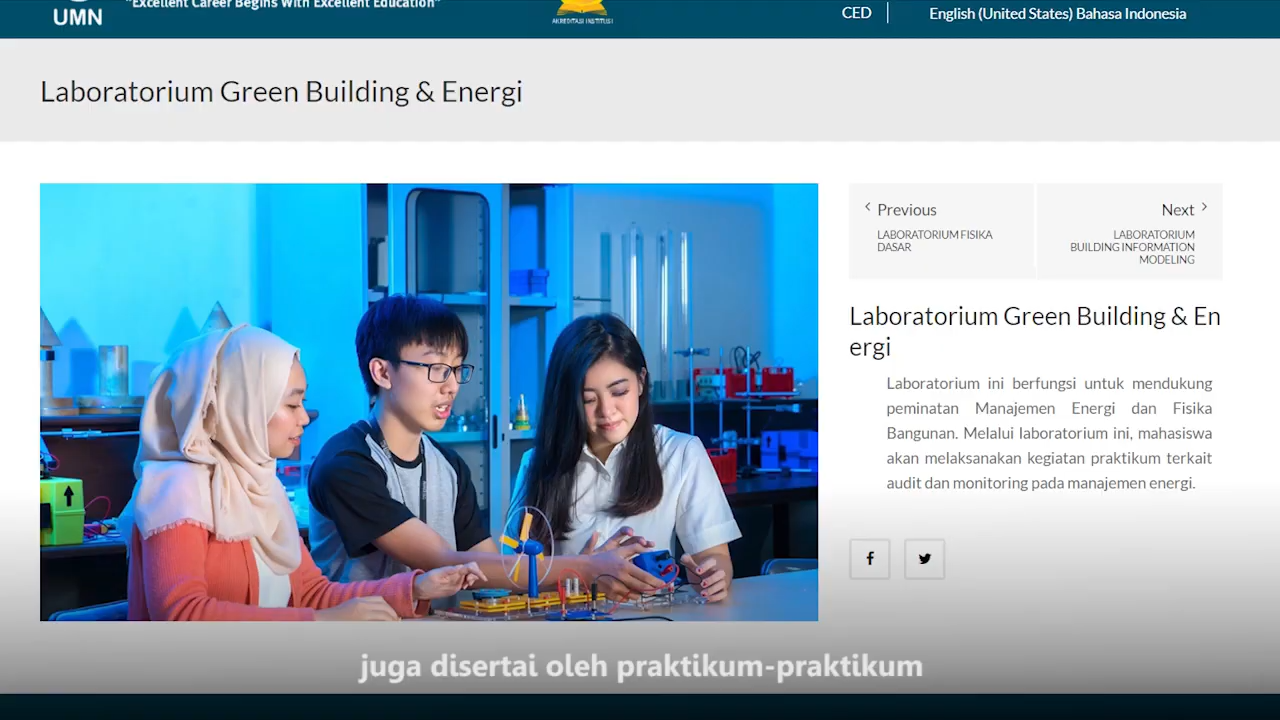 UMN
"Excellent Career Begins With Excellent Education"
AKREDITASI INSTITUSI
CED
English (United States) Bahasa Indonesia
Laboratorium Green Building & Energi
Previous
LABORATORIUM FISIKA
DASAR
Next
LABORATORIUM
BUILDING INFORMATION
MODELING
Laboratorium Green Building & En
ergi
Laboratorium ini berfungsi untuk mendukung
peminatan Manajemen Energi dan Fisika
Bangunan. Melalui laboratorium ini, mahasiswa
akan melaksanakan kegiatan praktikum terkait
audit dan monitoring pada manajemen energi.
juga disertai oleh praktikum-praktikum